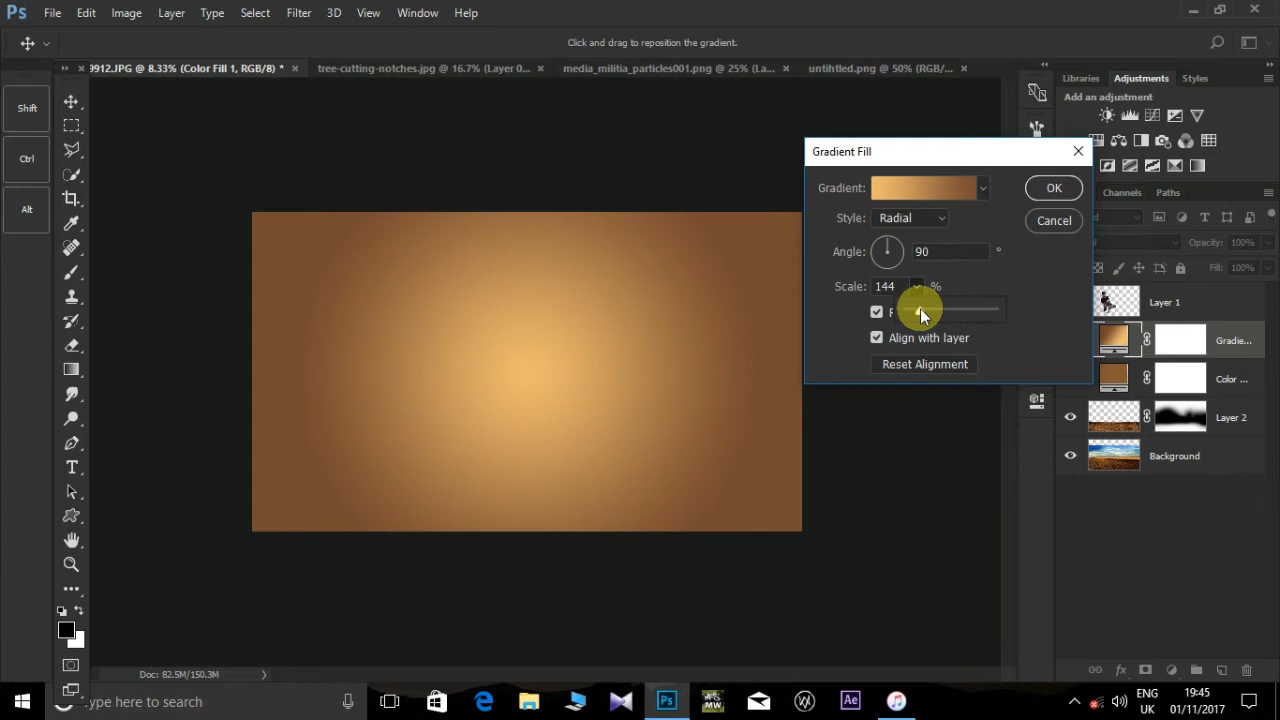 Ps File Edit Image Layer Type Select Filter 3D View Window Help
Click and drag to reposition the gradient.
9912.JPG @ 8.33% (Color Fill 1, RGB/8) * × tree-cutting-notches.jpg @ 16.7% (Layer 0... × media_militia_particles001.png @ 25% (La... × untihtled.png @ 50% (RGB/... ×
Libraries Adjustments Styles
Add an adjustment
Shift
Ctrl
Alt
Gradient Fill
Gradient:
OK
Style: Radial
Cancel
Angle: 90 °
Scale: 144 %
Align with layer
Reset Alignment
Channels Paths
Opacity: 100%
Fill: 100%
Layer 1
Gradie...
Color ...
Layer 2
Background
Doc: 82.5M/150.3M
Type here to search
Ps
MW
Ae
ENG
UK
19:45
01/11/2017